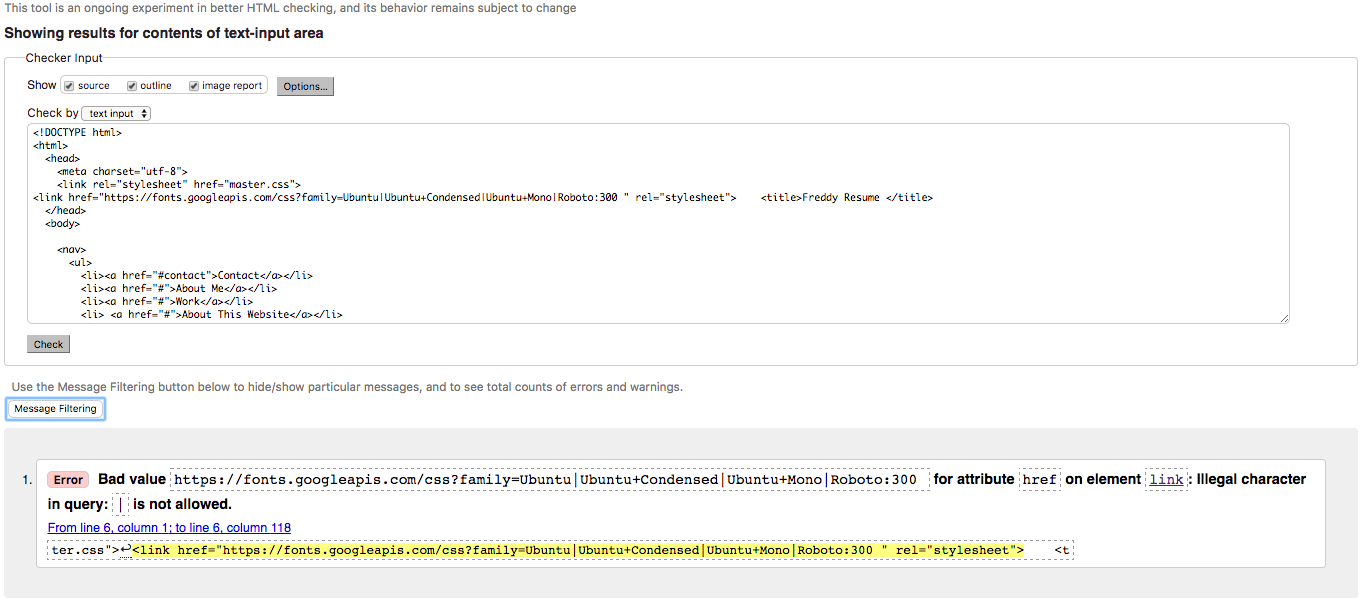 This tool is an ongoing experiment in better HTML checking, and its behavior remains subject to change
Showing results for contents of text-input area
Checker Input
Show source outline image report Options...
Check by text input
<!DOCTYPE html>
<html>
<head>
<meta charset="utf-8">
<link rel="stylesheet" href="master.css">
<link href="https://fonts.googleapis.com/css?family=Ubuntu|Ubuntu+Condensed|Ubuntu+Mono|Roboto:300 " rel="stylesheet"> <title>Freddy Resume </title>
</head>
<body>
<nav>
<ul>
<li><a href="#contact">Contact</a></li>
<li><a href="#">About Me</a></li>
<li><a href="#">Work</a></li>
<li> <a href="#">About This Website</a></li>
Check
Use the Message Filtering button below to hide/show particular messages, and to see total counts of errors and warnings.
Message Filtering
1. Error Bad value https://fonts.googleapis.com/css?family=Ubuntu|Ubuntu+Condensed|Ubuntu+Mono|Roboto:300 for attribute href on element link: Illegal character
in query: | is not allowed.
From line 6, column 1; to line 6, column 118
ter.css">↩<link href="https://fonts.googleapis.com/css?family=Ubuntu|Ubuntu+Condensed|Ubuntu+Mono|Roboto:300 " rel="stylesheet"> <t